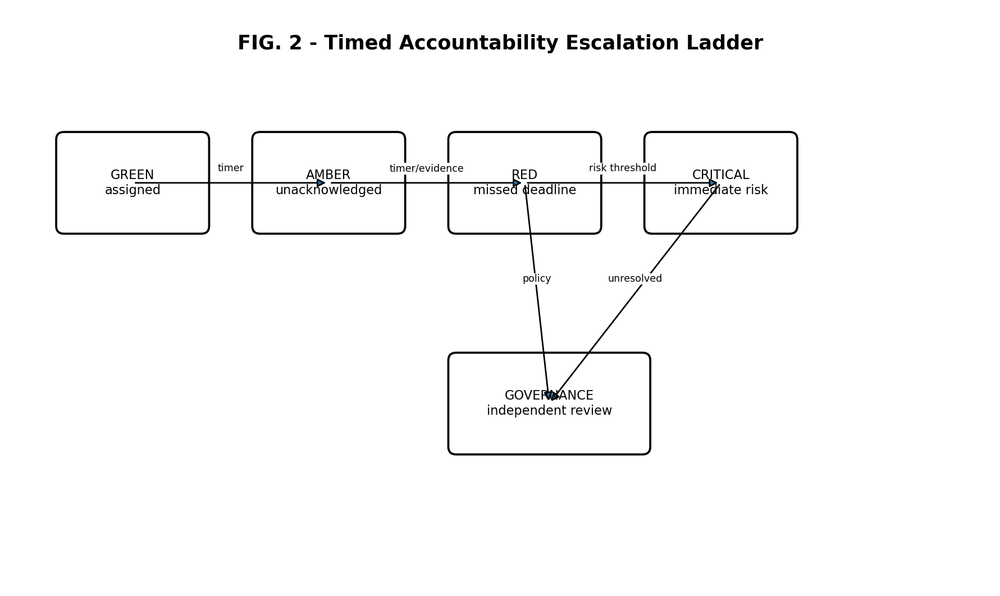 FIG. 2 - Timed Accountability Escalation Ladder
timer
timer/evidence
risk threshold
GREEN
assigned
AMBER
unacknowledged
RED
missed deadline
CRITICAL
immediate risk
policy
unresolved
GOVERNANCE
independent review